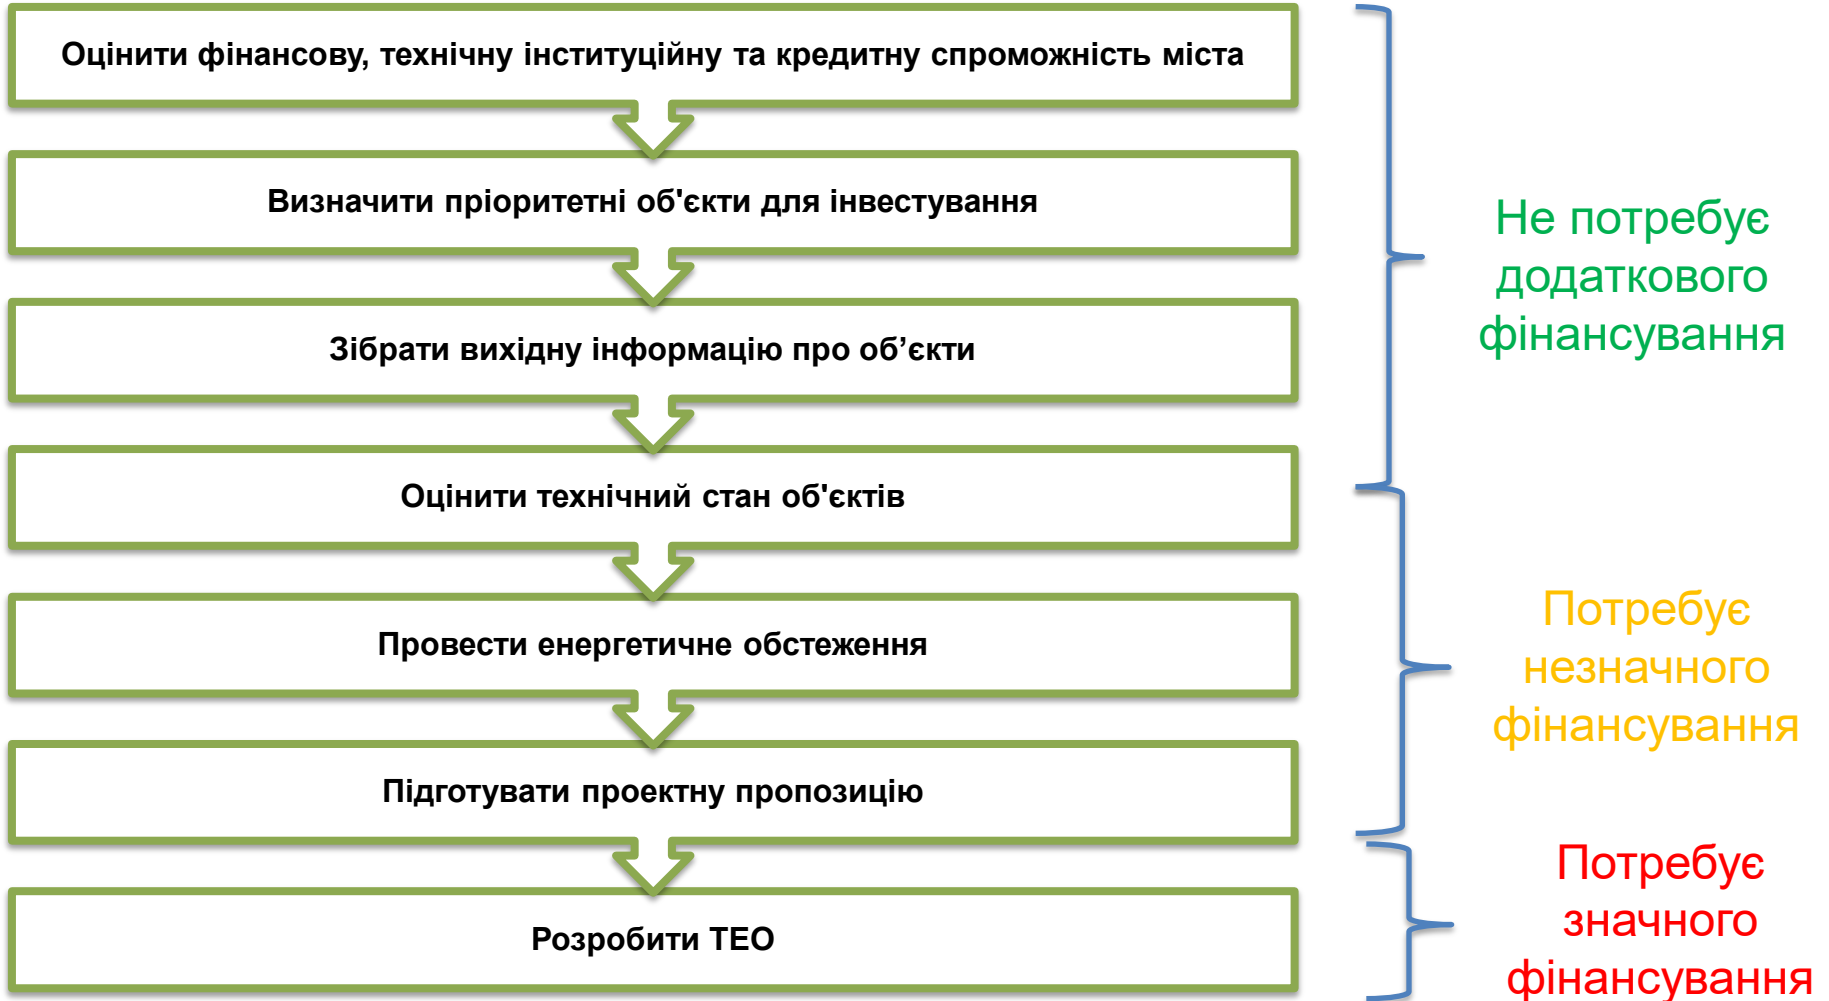 Оцінити фінансову, технічну інституційну та кредитну спроможність міста
Визначити пріоритетні об'єкти для інвестування
Зібрати вихідну інформацію про об’єкти
Оцінити технічний стан об'єктів
Провести енергетичне обстеження
Підготувати проектну пропозицію
Розробити ТЕО
Не потребує
додаткового
фінансування
Потребує
незначного
фінансування
Потребує
значного
фінансування